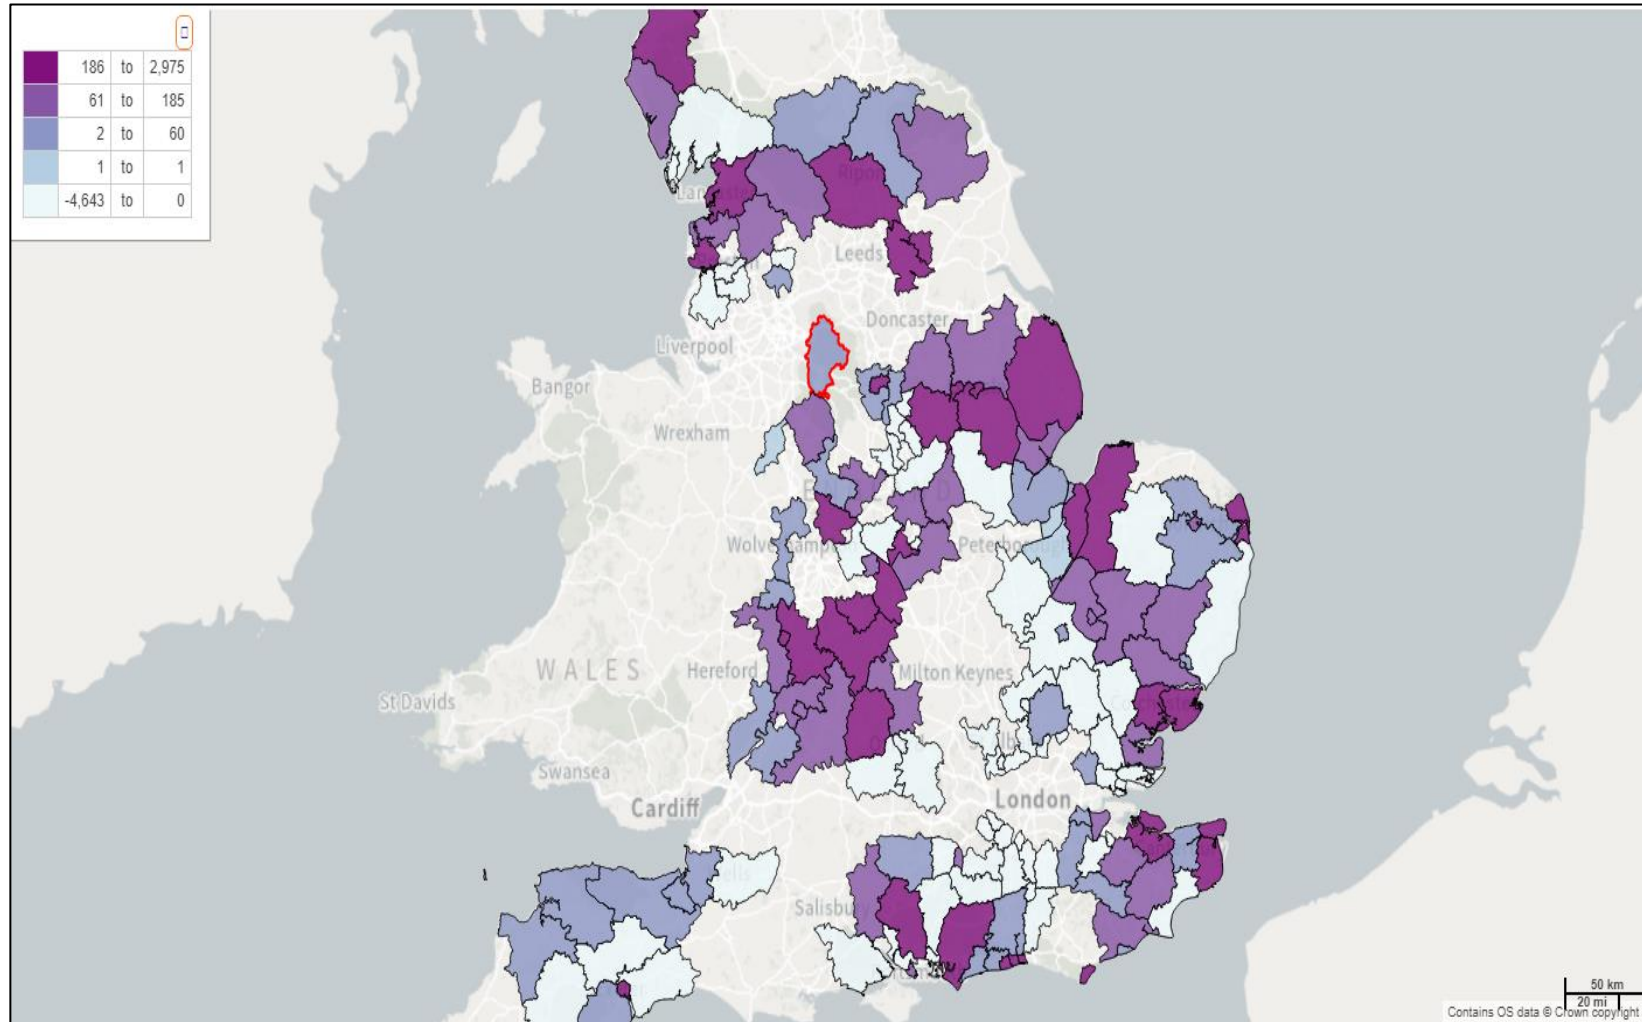 186 to 2,975
61 to 185
2 to 60
1 to 1
-4,643 to 0
Ripon
Leeds
Doncaster
Liverpool
Bangor
Wrexham
Peterborough
WALES
Hereford
Milton Keynes
St Davids
Swansea
Cardiff
London
Salisbury
50 km
20 mi
Contains OS data © Crown copyright